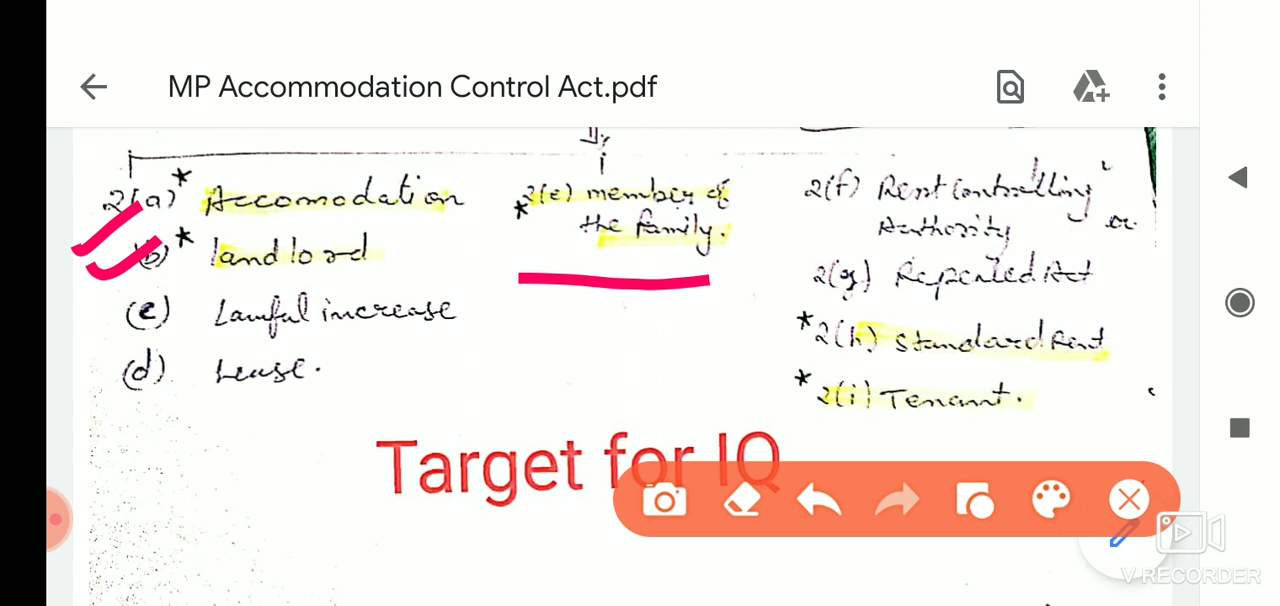 MP Accommodation Control Act.pdf
2(a)* Accomodation
(b)* landlord
(c) Lawful increase
(d) Lease.
*2(e) member of
the family.
2(f) Rent Controlling
Authority
2(g) Repealed Act
*2(h) Standard Rent
*2(i) Tenant.
Target for IQ
V RECORDER